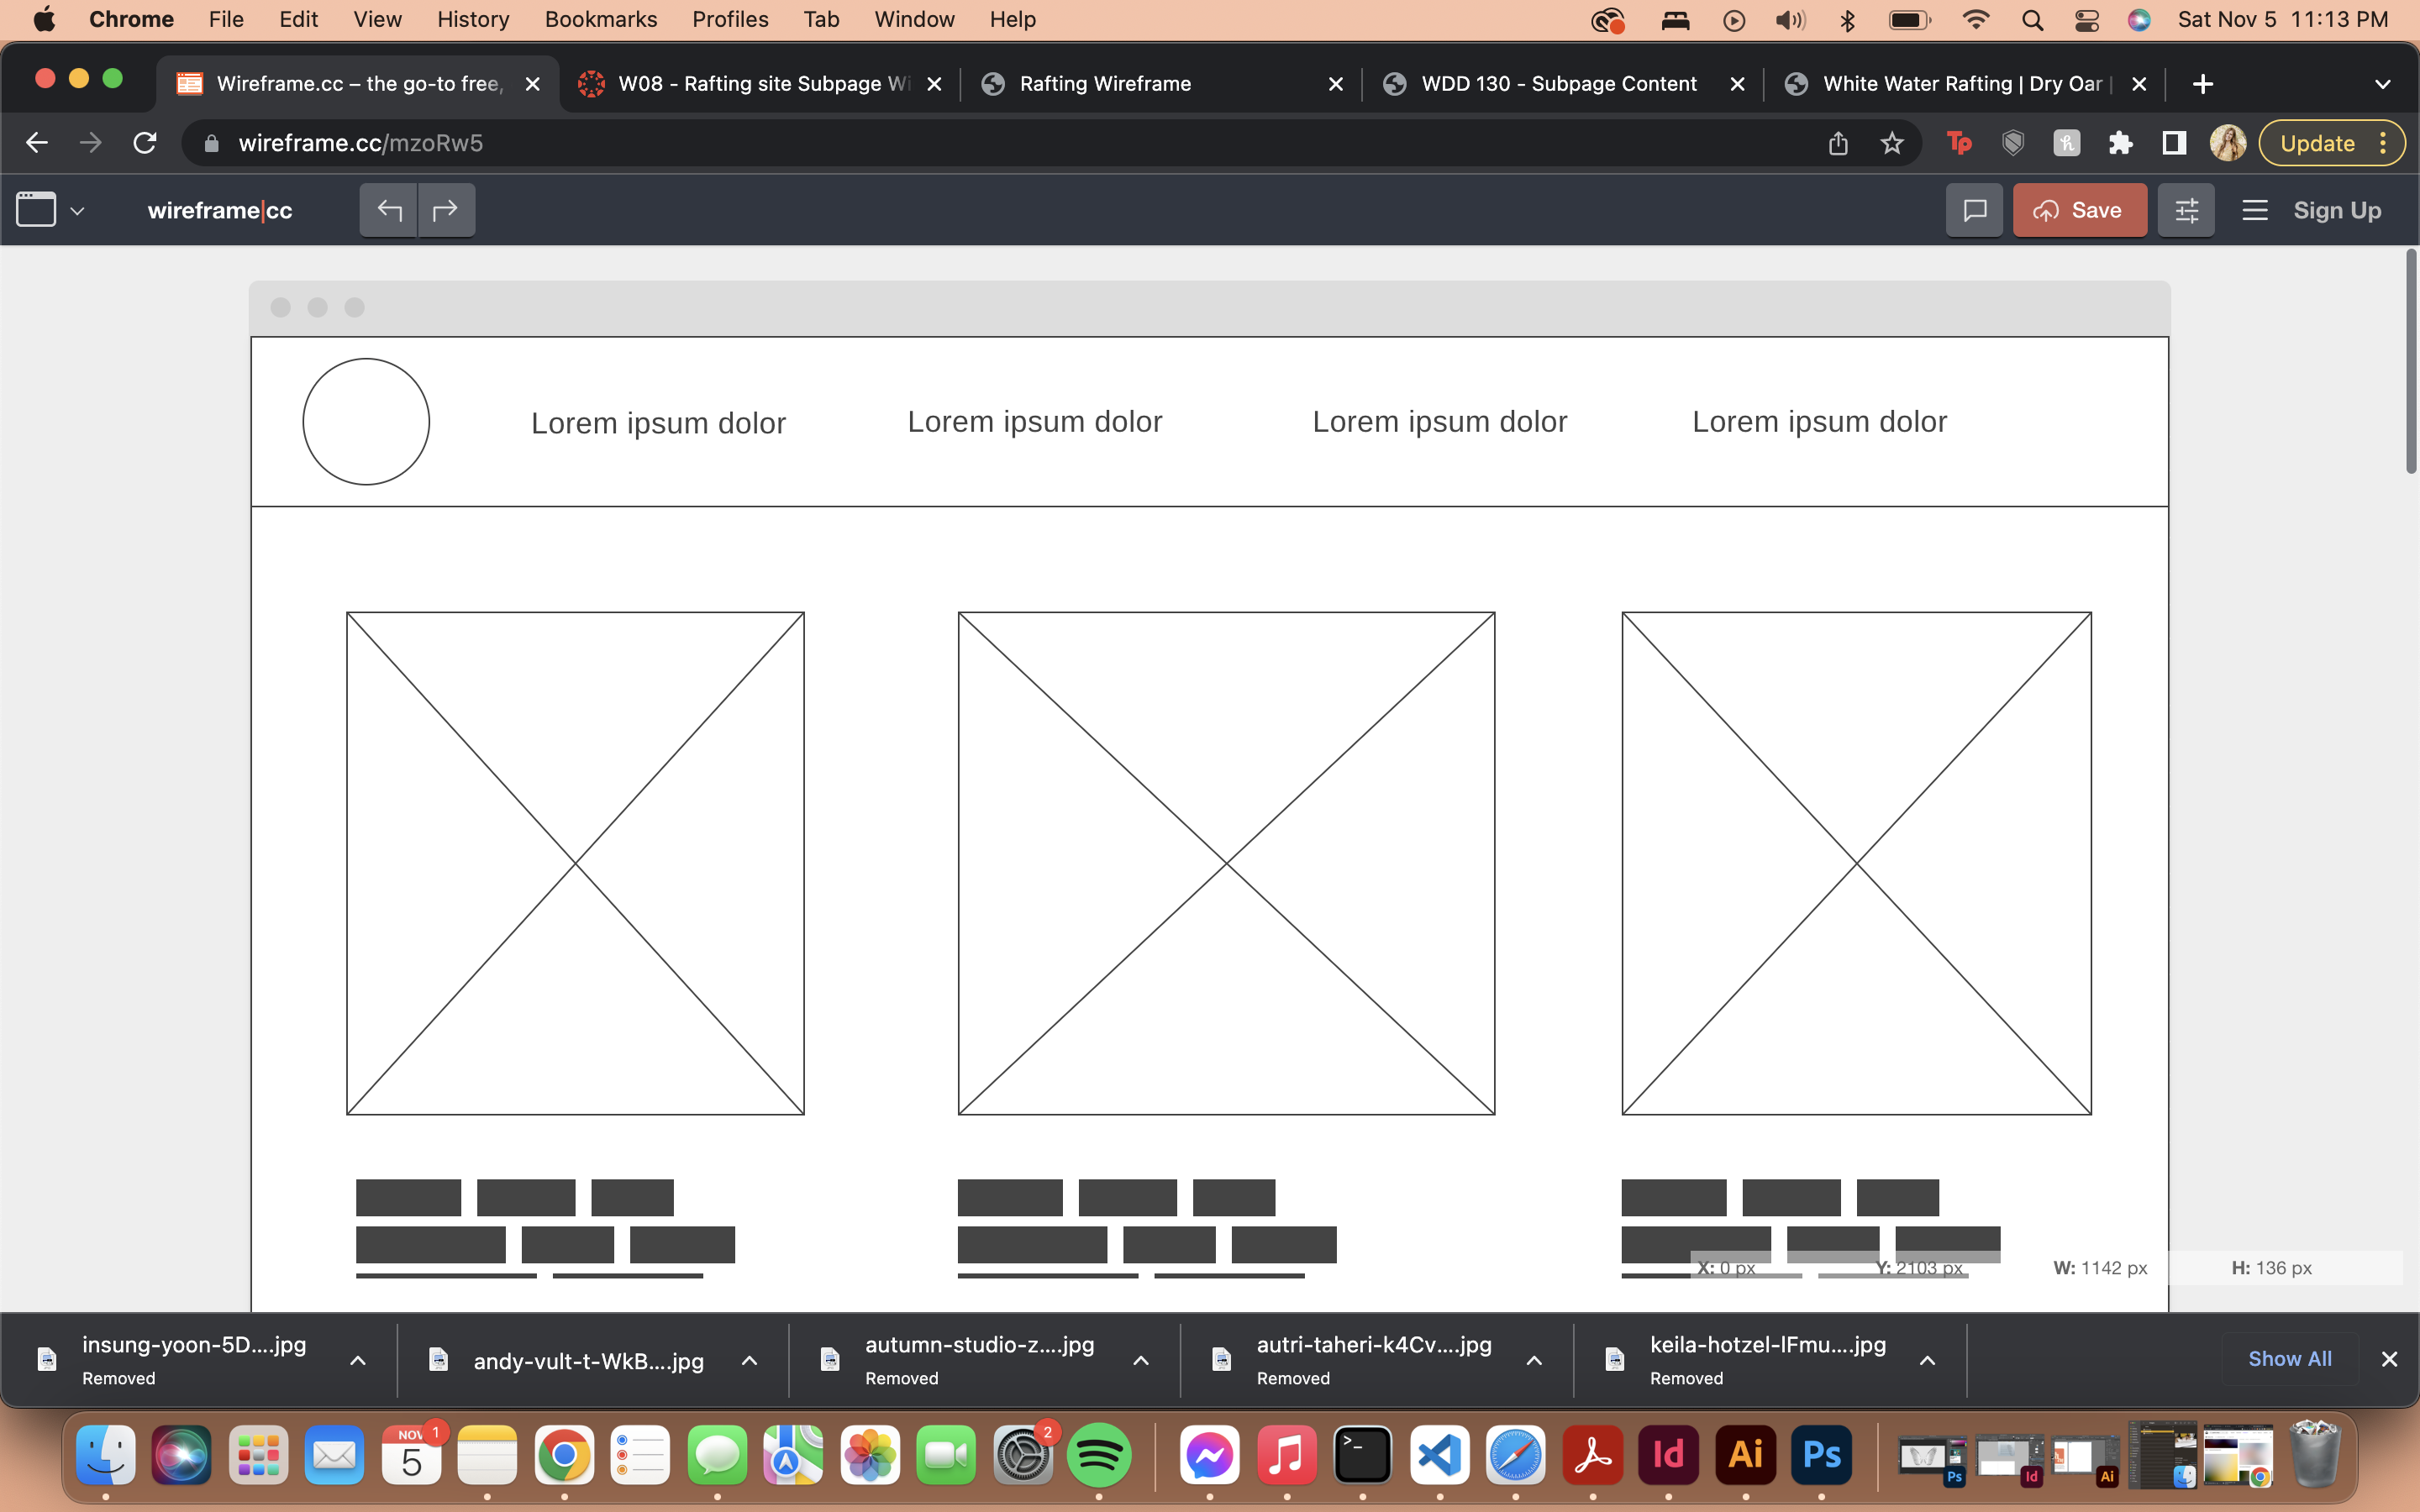 Chrome File Edit View History Bookmarks Profiles Tab Window Help Sat Nov 5 11:13 PM
Wireframe.cc – the go-to free, W08 - Rafting site Subpage Wi Rafting Wireframe WDD 130 - Subpage Content White Water Rafting | Dry Oar |
wireframe.cc/mzoRw5 Tp h Update
wireframe|cc Save Sign Up
Lorem ipsum dolor Lorem ipsum dolor Lorem ipsum dolor Lorem ipsum dolor
X: 0 px Y: 2103 px W: 1142 px H: 136 px
insung-yoon-5D....jpg andy-vult-t-WkB....jpg autumn-studio-z....jpg autri-taheri-k4Cv....jpg keila-hotzel-lFmu....jpg Show All
Removed Removed Removed Removed
NOV 1 2
5 >_ Id Ai Ps
Ps Id Ai